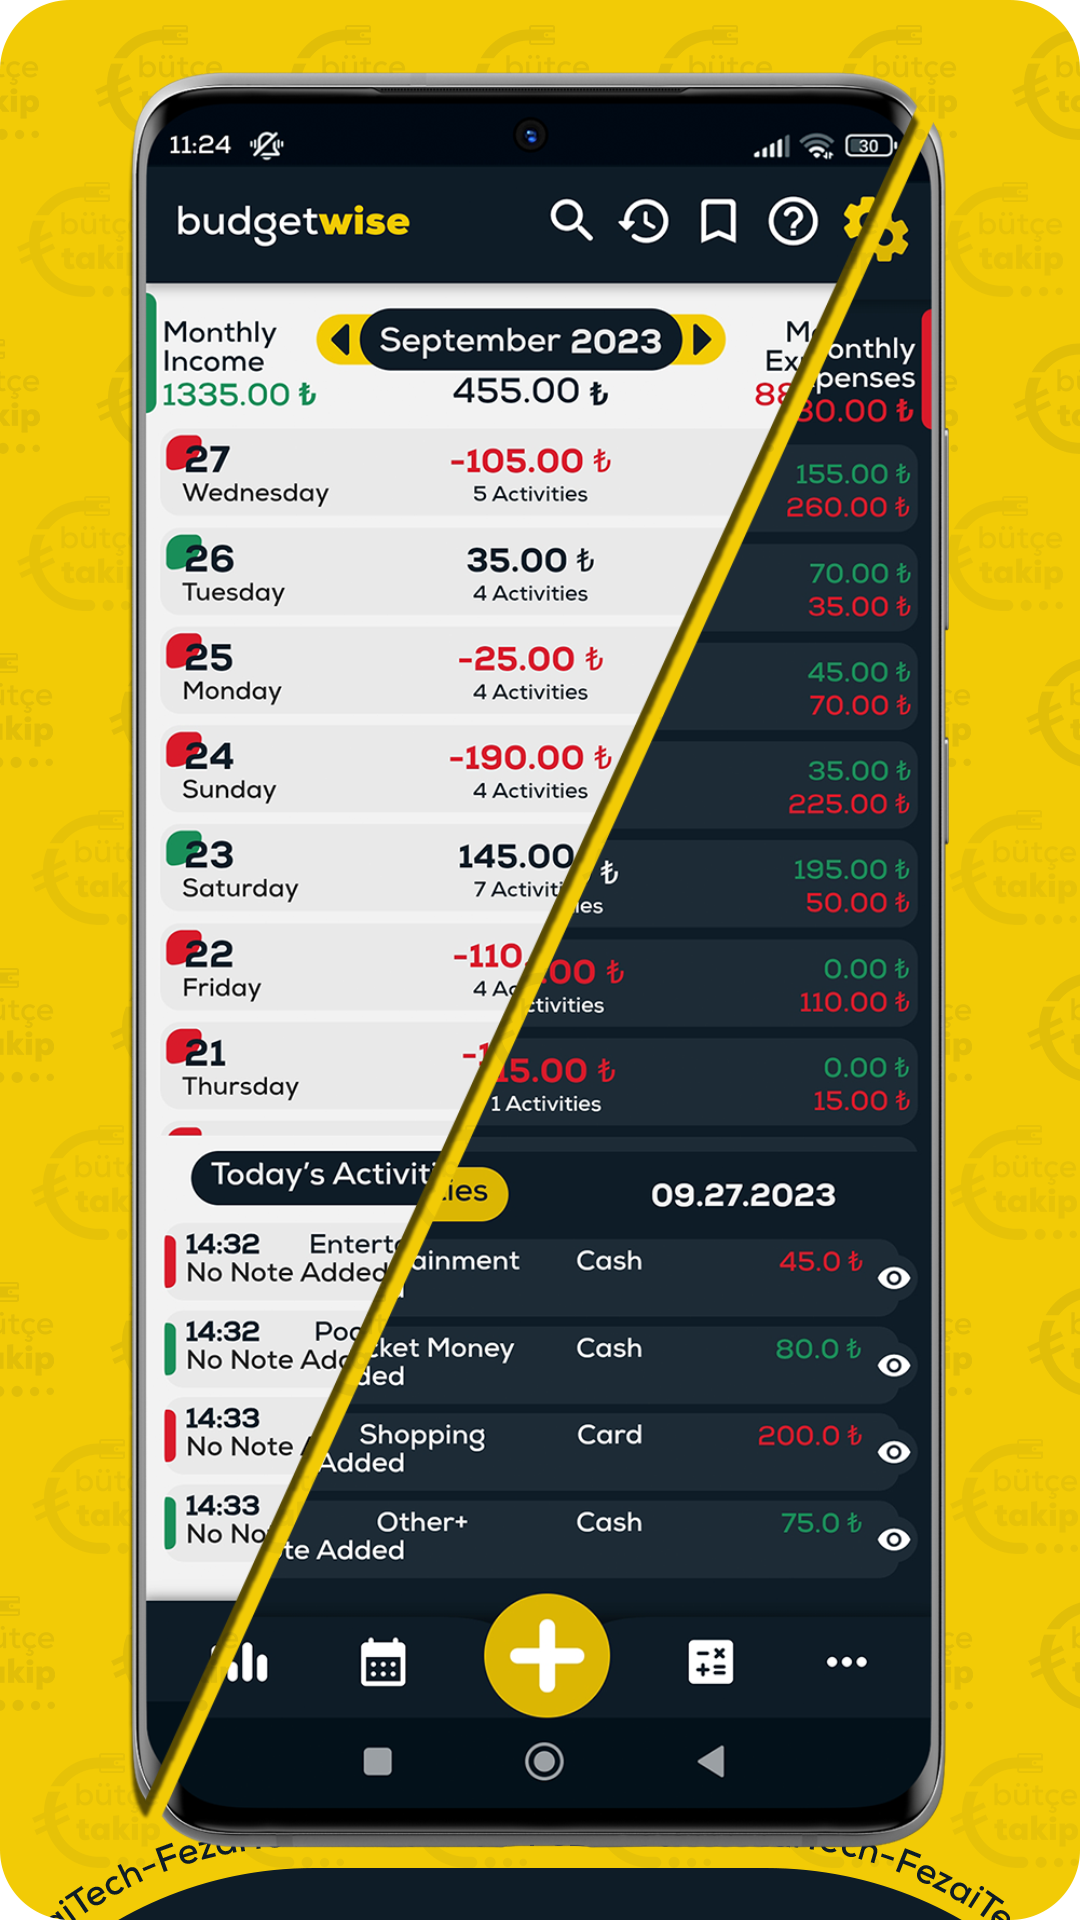 11:24
30
budgetwise
Monthly
Income
1335.00 ₺
September 2023
455.00 ₺
Monthly
Expenses
880.00 ₺
27
Wednesday
-105.00 ₺
5 Activities
155.00 ₺
260.00 ₺
26
Tuesday
35.00 ₺
4 Activities
70.00 ₺
35.00 ₺
25
Monday
-25.00 ₺
4 Activities
45.00 ₺
70.00 ₺
24
Sunday
-190.00 ₺
4 Activities
35.00 ₺
225.00 ₺
23
Saturday
145.00 ₺
7 Activities
195.00 ₺
50.00 ₺
22
Friday
-110.00 ₺
4 Activities
0.00 ₺
110.00 ₺
21
Thursday
-15.00 ₺
1 Activities
0.00 ₺
15.00 ₺
Today's Activities
09.27.2023
14:32 Entertainment Cash 45.0 ₺
No Note Added
14:32 Pocket Money Cash 80.0 ₺
No Note Added
14:33 Shopping Card 200.0 ₺
No Note Added
14:33 Other+ Cash 75.0 ₺
No Note Added
bütçe
takip